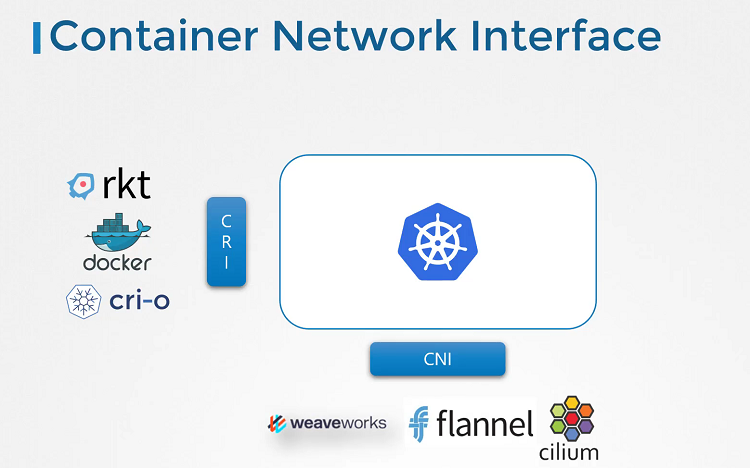 Container Network Interface
rkt
docker
cri-o
C
R
I
CNI
weaveworks
flannel
cilium